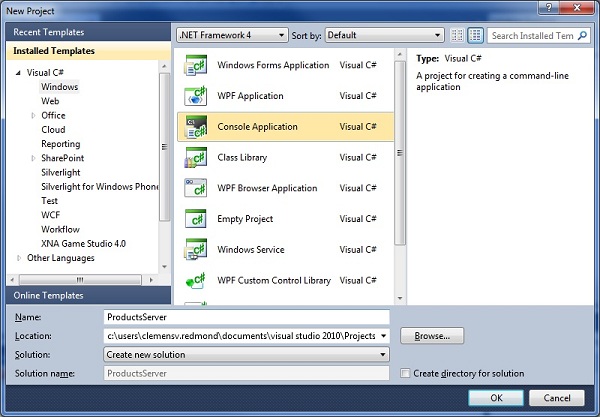 New Project
Recent Templates
.NET Framework 4
Sort by:
Default
Search Installed Tem
Installed Templates
Visual C#
Windows
Web
Office
Cloud
Reporting
SharePoint
Silverlight
Silverlight for Windows Phone
Test
WCF
Workflow
XNA Game Studio 4.0
Other Languages
Online Templates
Windows Forms Application Visual C#
WPF Application Visual C#
Console Application Visual C#
Class Library Visual C#
WPF Browser Application Visual C#
Empty Project Visual C#
Windows Service Visual C#
WPF Custom Control Library Visual C#
Type: Visual C#
A project for creating a command-line
application
Name: ProductsServer
Location: c:\users\clemensv.redmond\documents\visual studio 2010\Projects
Browse...
Solution: Create new solution
Solution name: ProductsServer
Create directory for solution
OK
Cancel